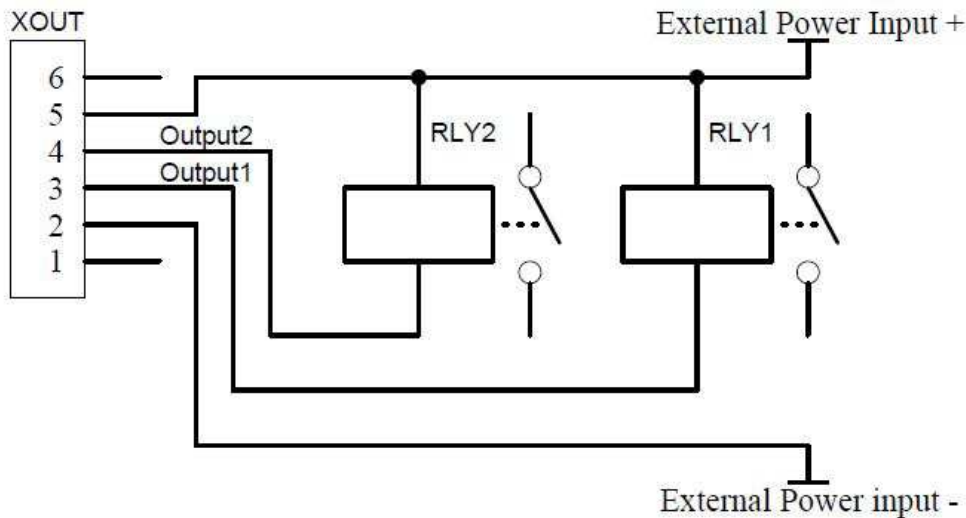 XOUT
External Power Input +
6
5
4
3
2
1
Output2
Output1
RLY2
RLY1
External Power input -